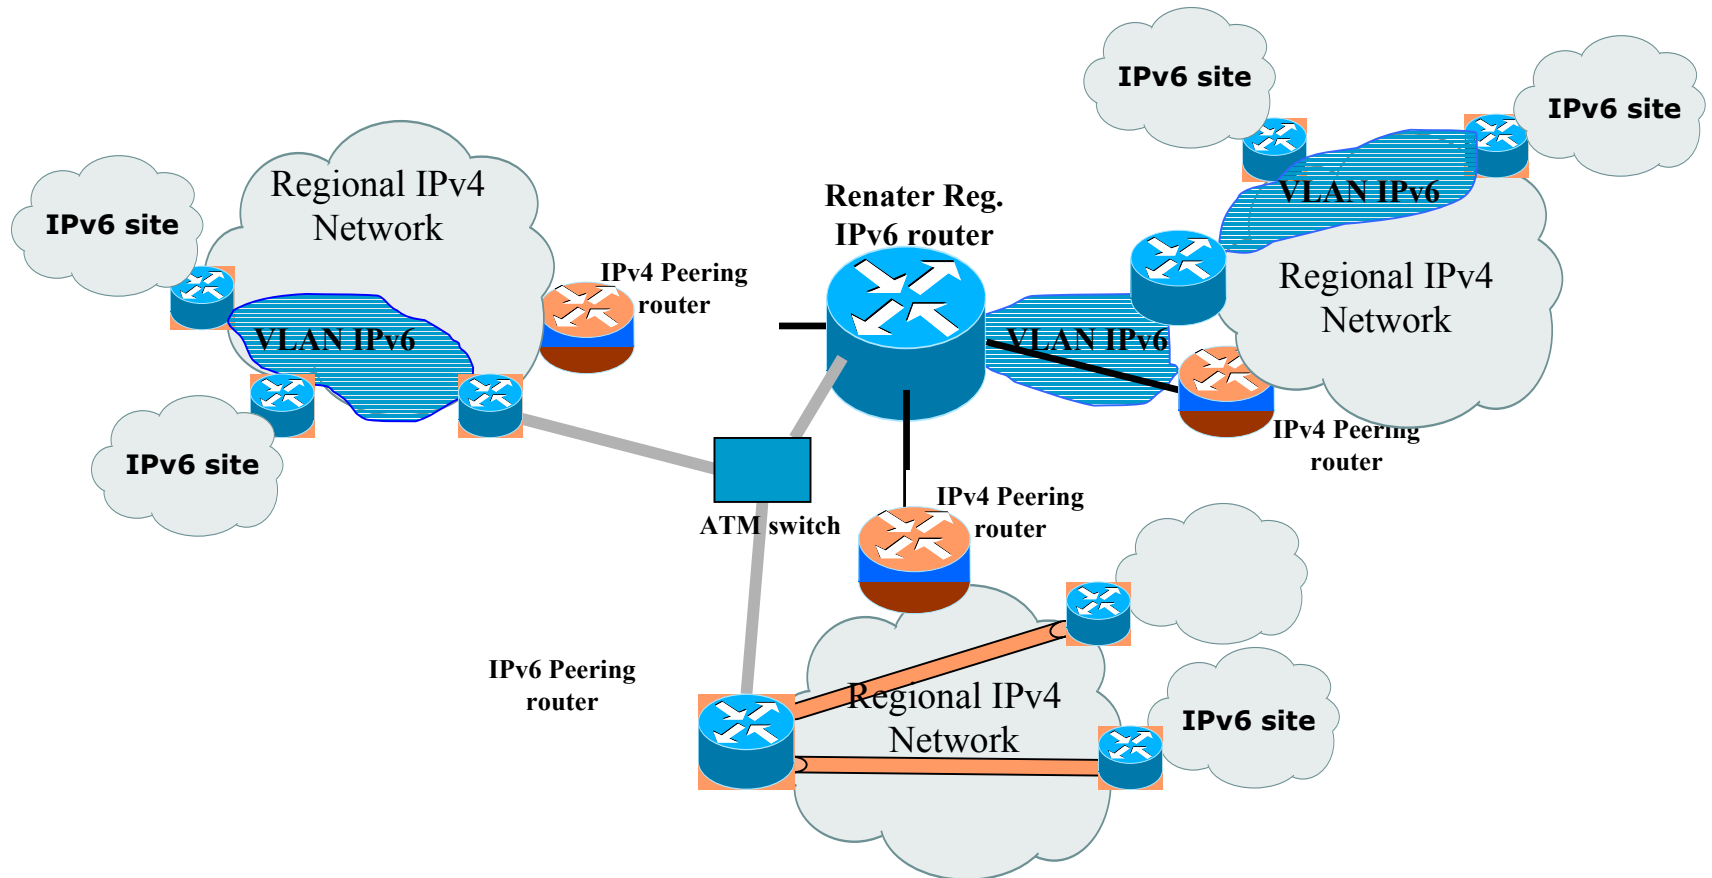 IPv6 site
IPv6 site
Regional IPv4
Network
IPv6 site
Renater Reg.
IPv6 router
VLAN IPv6
IPv4 Peering
router
Regional IPv4
Network
VLAN IPv6
VLAN IPv6
IPv4 Peering
router
IPv6 site
ATM switch
IPv4 Peering
router
IPv6 Peering
router
Regional IPv4
Network
IPv6 site